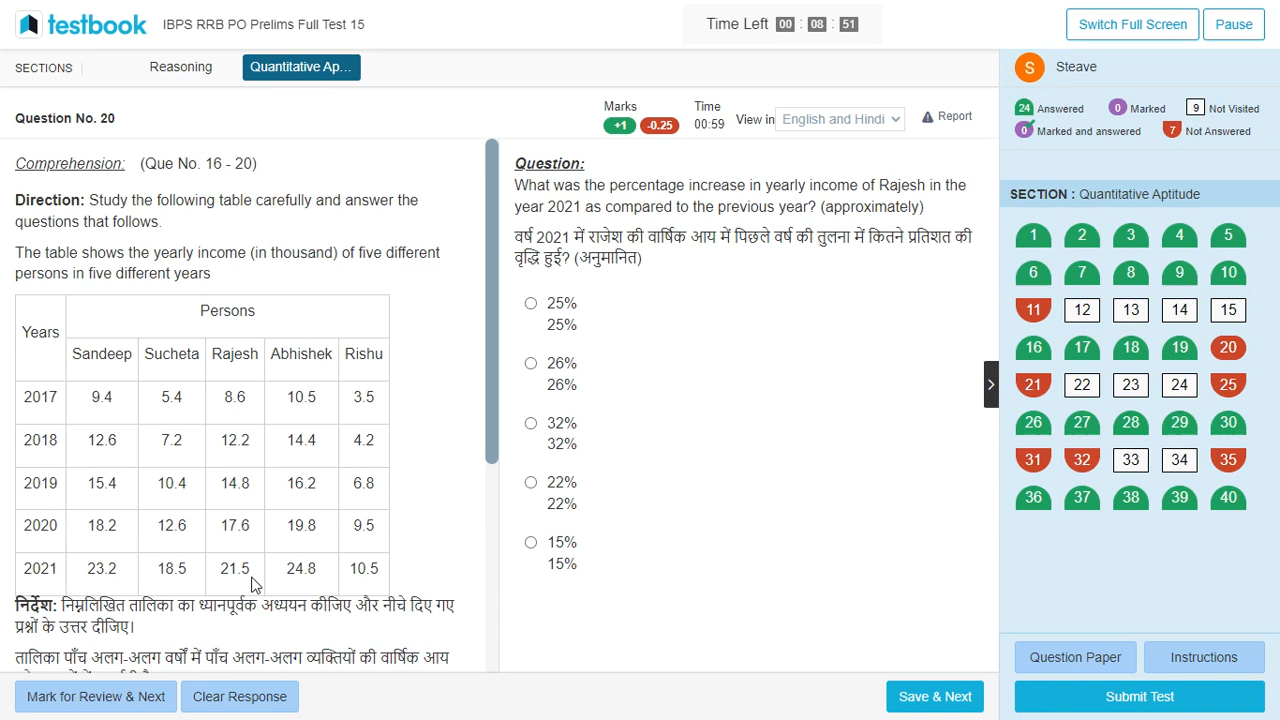 testbook
IBPS RRB PO Prelims Full Test 15
Time Left 00 : 08 : 51
Switch Full Screen
Pause
SECTIONS
Reasoning
Quantitative Ap...
S
Steave
24 Answered
0 Marked
9 Not Visited
0 Marked and answered
7 Not Answered
Question No. 20
Marks
+1 -0.25
Time
00:59
View in English and Hindi
Report
Comprehension: (Que No. 16 - 20)
Direction: Study the following table carefully and answer the
questions that follows.
The table shows the yearly income (in thousand) of five different
persons in five different years
Years Persons
Sandeep Sucheta Rajesh Abhishek Rishu
2017 9.4 5.4 8.6 10.5 3.5
2018 12.6 7.2 12.2 14.4 4.2
2019 15.4 10.4 14.8 16.2 6.8
2020 18.2 12.6 17.6 19.8 9.5
2021 23.2 18.5 21.5 24.8 10.5
निर्देश: निम्नलिखित तालिका का ध्यानपूर्वक अध्ययन कीजिए और नीचे दिए गए
प्रश्नों के उत्तर दीजिए।
तालिका पाँच अलग-अलग वर्षों में पाँच अलग-अलग व्यक्तियों की वार्षिक आय
Question:
What was the percentage increase in yearly income of Rajesh in the
year 2021 as compared to the previous year? (approximately)
वर्ष 2021 में राजेश की वार्षिक आय में पिछले वर्ष की तुलना में कितने प्रतिशत की
वृद्धि हुई? (अनुमानित)
25%
25%
26%
26%
32%
32%
22%
22%
15%
15%
SECTION : Quantitative Aptitude
1 2 3 4 5
6 7 8 9 10
11 12 13 14 15
16 17 18 19 20
21 22 23 24 25
26 27 28 29 30
31 32 33 34 35
36 37 38 39 40
Question Paper
Instructions
Mark for Review & Next
Clear Response
Save & Next
Submit Test